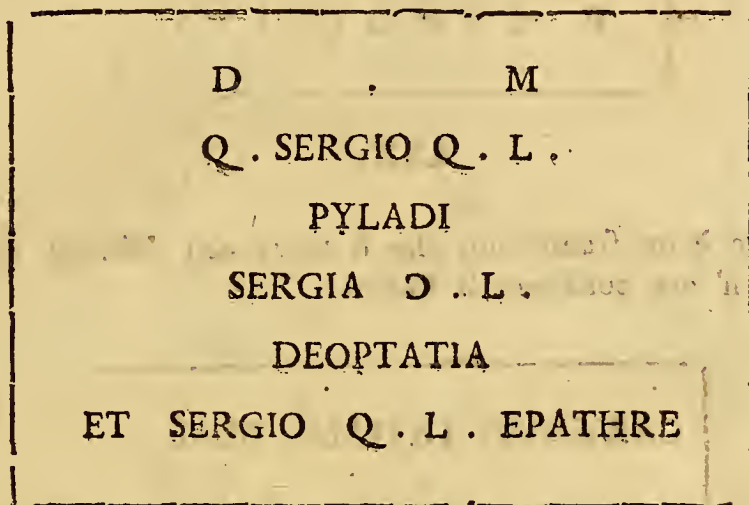 D . M
Q . SERGIO Q . L .
PYLADI
SERGIA Ɔ . L .
DEOPTATIA
ET SERGIO Q . L . EPATHRE